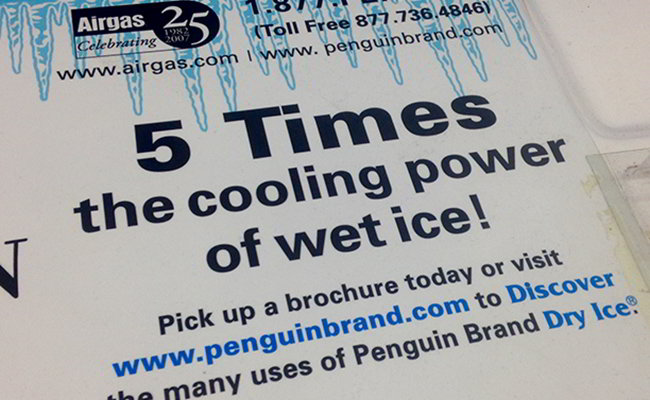 Airgas 25
Celebrating 1982 2007
(Toll Free 877.736.4846)
www.airgas.com | www. penguinbrand.com
5 Times
the cooling power
of wet ice!
N
Pick up a brochure today or visit
www.penguinbrand.com to Discover
the many uses of Penguin Brand Dry Ice®.